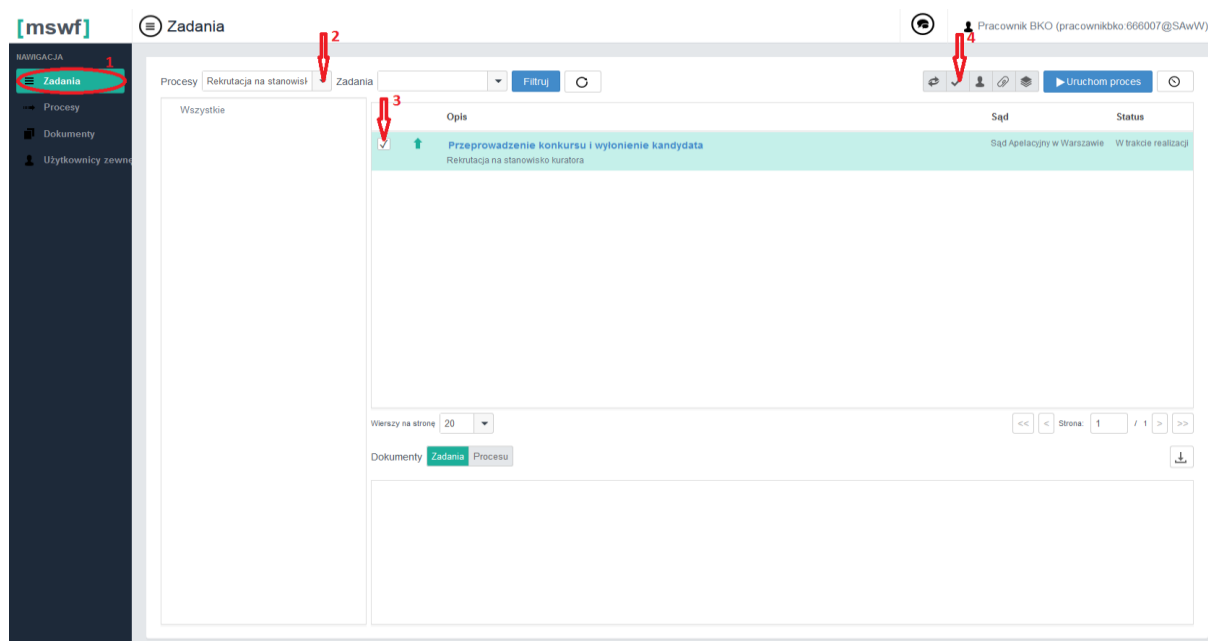 [mswf]
Zadania
Pracownik BKO (pracownikbko:666007@SAwW)
NAWIGACJA
1
2
4
Zadania
Procesy
Dokumenty
Użytkownicy zewnę
Procesy Rekrutacja na stanowisk Zadania Filtruj Uruchom proces
Wszystkie
3
Opis Sąd Status
Przeprowadzenie konkursu i wyłonienie kandydata Sąd Apelacyjny w Warszawie W trakcie realizacji
Rekrutacja na stanowisko kuratora
Wierszy na stronę 20 << < Strona: 1 / 1 > >>
Dokumenty Zadania Procesu